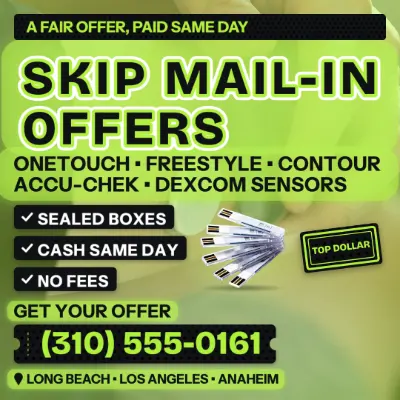 A FAIR OFFER, PAID SAME DAY
SKIP MAIL-IN
OFFERS
ONETOUCH ▪ FREESTYLE ▪ CONTOUR
ACCU-CHEK ▪ DEXCOM SENSORS
SEALED BOXES
CASH SAME DAY
NO FEES
TOP DOLLAR
GET YOUR OFFER
(310) 555-0161
LONG BEACH ▪ LOS ANGELES ▪ ANAHEIM